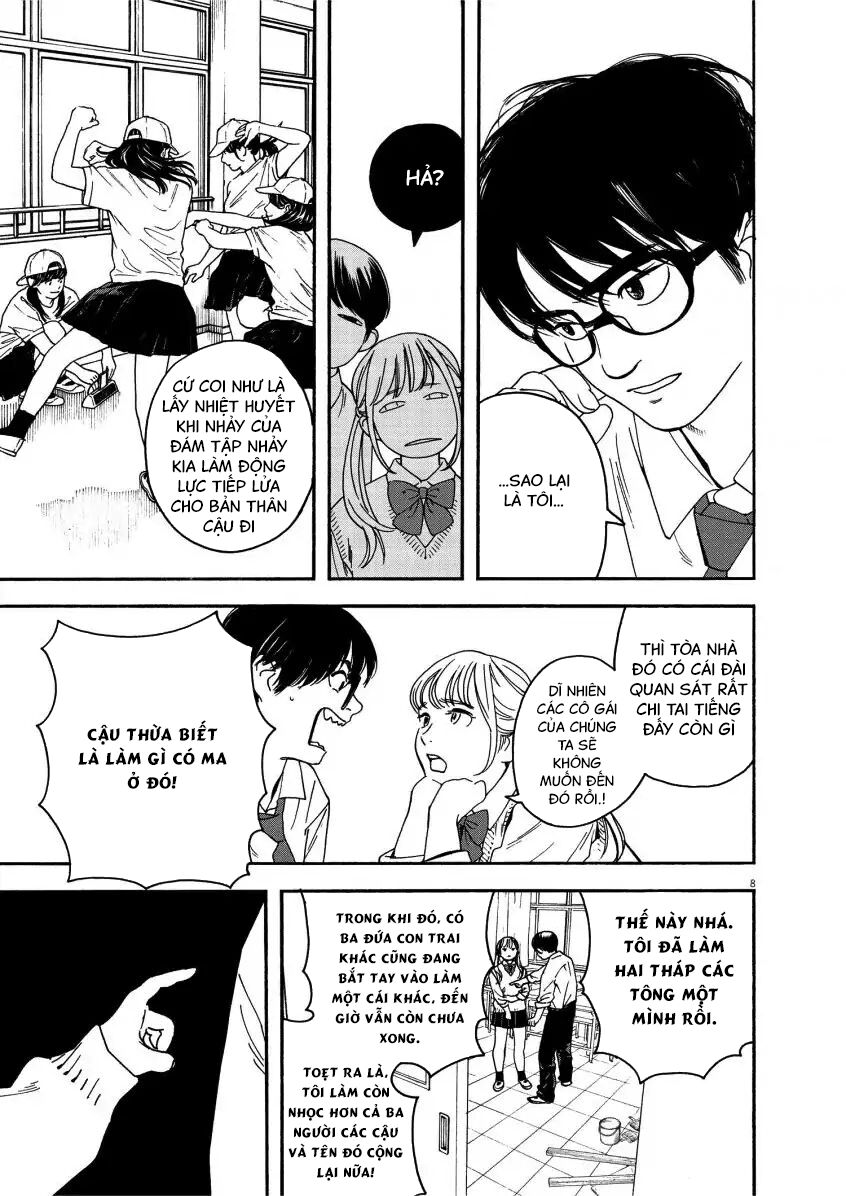 ...SAO LẠI
LÀ TÔI...
HẢ?
CỨ COI NHƯ LÀ
LẤY NHIỆT HUYẾT
KHI NHẢY CỦA
ĐÁM TẬP NHẢY
KIA LÀM ĐỘNG
LỰC TIẾP LỬA
CHO BẢN THÂN
CẬU ĐI
THÌ TÒA NHÀ
ĐÓ CÓ CÁI ĐÀI
QUAN SÁT RẤT
CHI TAI TIẾNG
ĐẤY CÒN GÌ
DĨ NHIÊN
CÁC CÔ GÁI
CỦA CHÚNG
TA SẼ
KHÔNG
MUỐN ĐẾN
ĐÓ RỒI.!
CẬU THỪA BIẾT
LÀ LÀM GÌ CÓ MA
Ở ĐÓ!
8
THẾ NÀY NHÁ.
TÔI ĐÃ LÀM
HAI THÁP CÁC
TÔNG MỘT
MÌNH RỒI.
TRONG KHI ĐÓ, CÓ
BA ĐỨA CON TRAI
KHÁC CŨNG ĐANG
BẮT TAY VÀO LÀM
MỘT CÁI KHÁC, ĐẾN
GIỜ VẪN CÒN CHƯA
XONG.
TOẸT RA LÀ,
TÔI LÀM CÒN
NHỌC HƠN CẢ BA
NGƯỜI CÁC CẬU
VÀ TÊN ĐÓ CỘNG
LẠI NỮA!